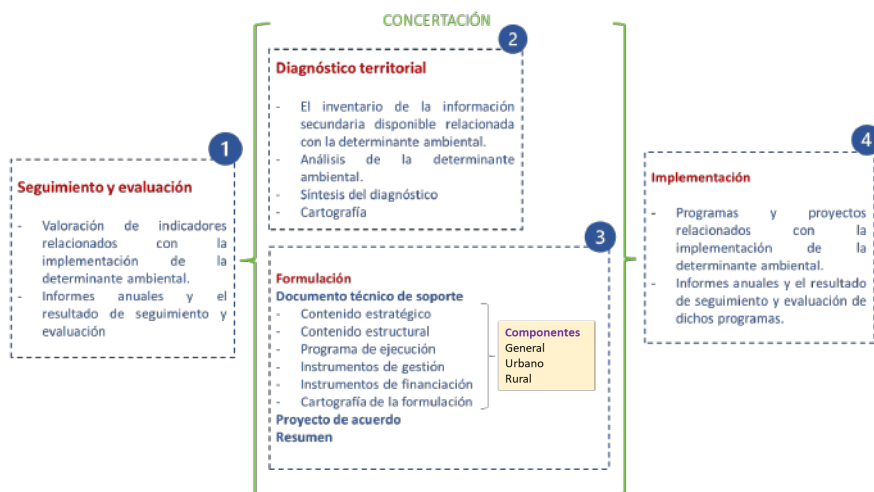 CONCERTACIÓN
1
Seguimiento y evaluación
- Valoración de indicadores
relacionados con la
implementación de la
determinante ambiental.
- Informes anuales y el
resultado de seguimiento y
evaluación
2
Diagnóstico territorial
- El inventario de la información
secundaria disponible relacionada
con la determinante ambiental.
- Análisis de la determinante
ambiental.
- Síntesis del diagnóstico
- Cartografía
3
Formulación
Documento técnico de soporte
- Contenido estratégico
- Contenido estructural
- Programa de ejecución
- Instrumentos de gestión
- Instrumentos de financiación
- Cartografía de la formulación
Proyecto de acuerdo
Resumen
Componentes
General
Urbano
Rural
4
Implementación
- Programas y proyectos
relacionados con la
implementación de la
determinante ambiental.
- Informes anuales y el resultado
de seguimiento y evaluación de
dichos programas.